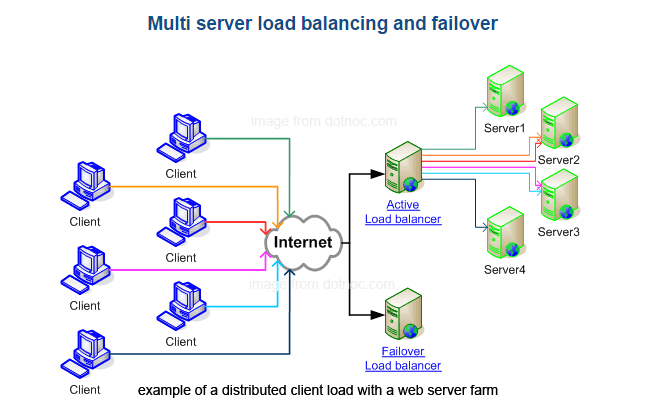 Multi server load balancing and failover
image from dotnoc.com
Server1
Client
Server2
Client
Active
Load balancer
Client
Internet
Server3
Client
Server4
image from dotnoc.com
Client
Failover
Load balancer
Client
example of a distributed client load with a web server farm